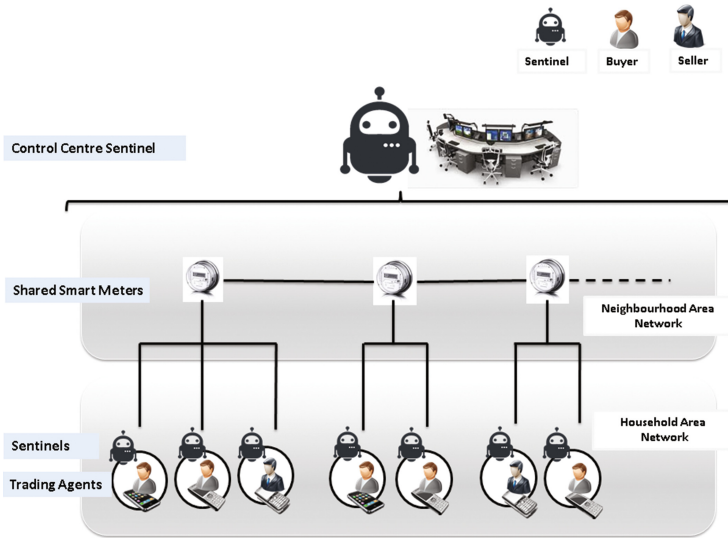 Sentinel
Buyer
Seller
Control Centre Sentinel
Shared Smart Meters
Neighbourhood Area
Network
Household Area
Network
Sentinels
Trading Agents